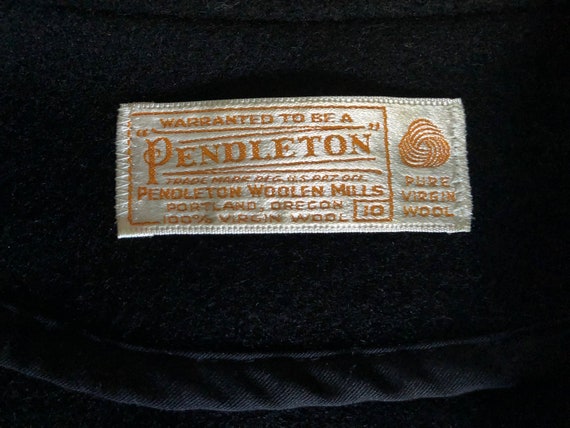 WARRANTED TO BE A
"PENDLETON"
TRADE MARK REG. U.S. PAT. OFF.
PENDLETON WOOLEN MILLS
PORTLAND, OREGON
100% VIRGIN WOOL
10
PURE
VIRGIN
WOOL